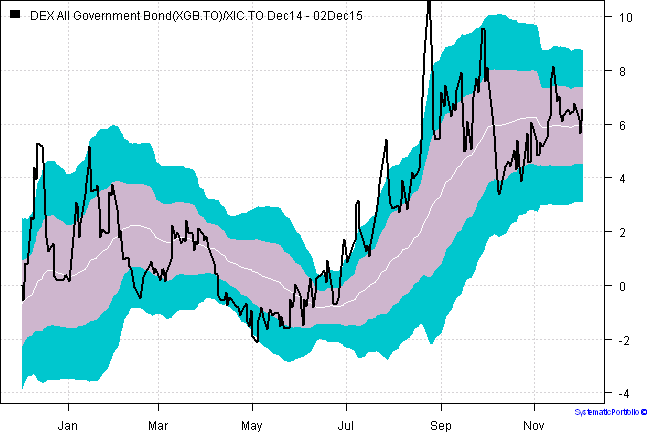 DEX All Government Bond(XGB.TO)/XIC.TO Dec14 - 02Dec15
10
8
6
4
2
0
-2
-4
Jan Mar May Jul Sep Nov
SystematicPortfolio ©